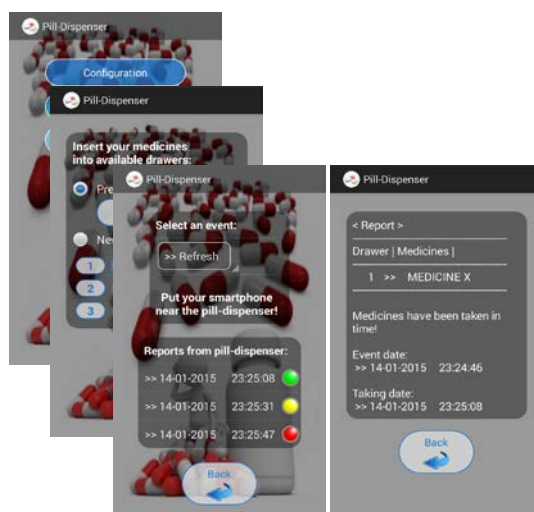 Pill-Dispenser
Configuration
Pill-Dispenser
Insert your medicines
into available drawers:
1
2
3
Pill-Dispenser
Select an event:
>> Refresh
Put your smartphone
near the pill-dispenser!
Reports from pill-dispenser:
>> 14-01-2015 23:25:08
>> 14-01-2015 23:25:31
>> 14-01-2015 23:25:47
Back
Pill-Dispenser
< Report >
Drawer | Medicines |
1 >> MEDICINE X
Medicines have been taken in
time!
Event date:
>> 14-01-2015 23:24:46
Taking date:
>> 14-01-2015 23:25:08
Back